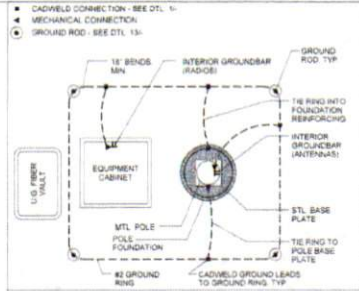 CADWELD CONNECTION - SEE DTL 1/-
MECHANICAL CONNECTION
GROUND ROD - SEE DTL 13/-
18" BENDS
MIN.
INTERIOR GROUNDBAR
(RADIOS)
GROUND
ROD, TYP
TIE RING INTO
FOUNDATION
REINFORCING
INTERIOR
GROUNDBAR
(ANTENNAS)
EQUIPMENT
CABINET
U.G. FIBER
VAULT
MTL POLE
POLE
FOUNDATION
STL BASE
PLATE
TIE RING TO
POLE BASE
PLATE
#2 GROUND
RING
CADWELD GROUND LEADS
TO GROUND RING, TYP